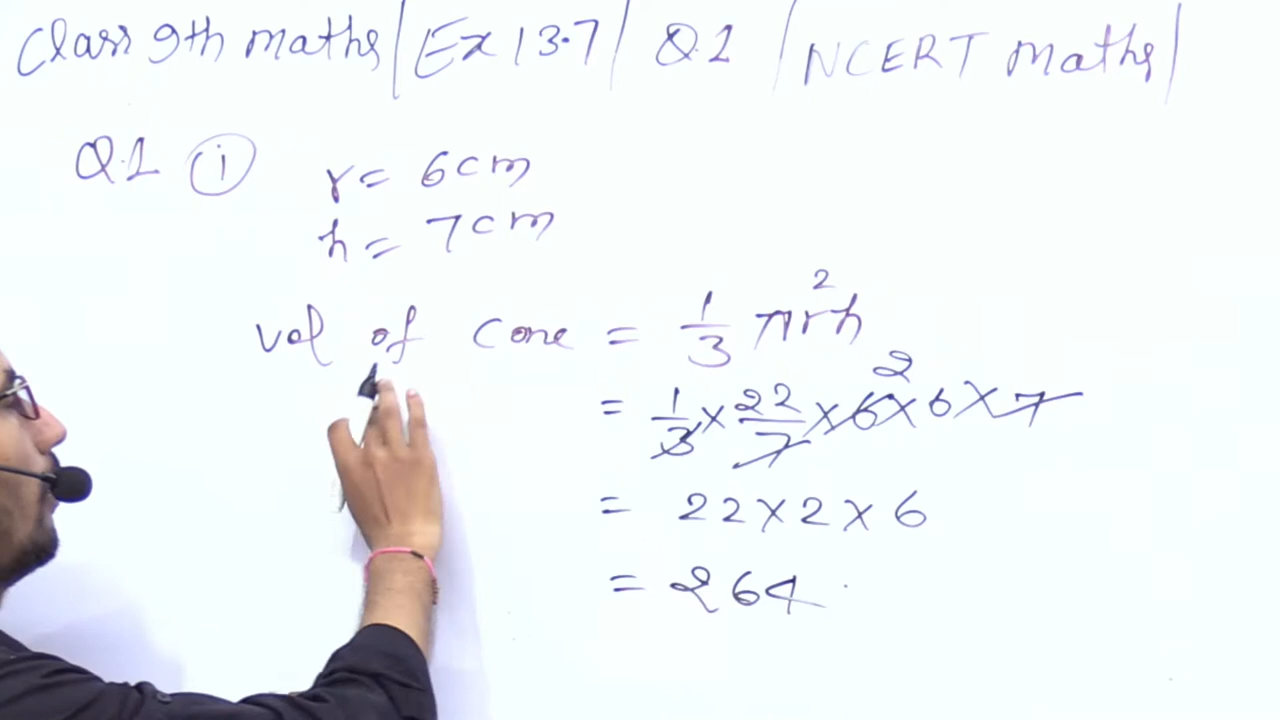 Class 9th maths | Ex 13.7 | Q.1 | NCERT Maths |
Q.1 (i) r = 6cm
h = 7cm
Vol of Cone = 1/3 πr²h
= 1/3 × 22/7 × 6 × 6 × 7
2
= 22 × 2 × 6
= 264